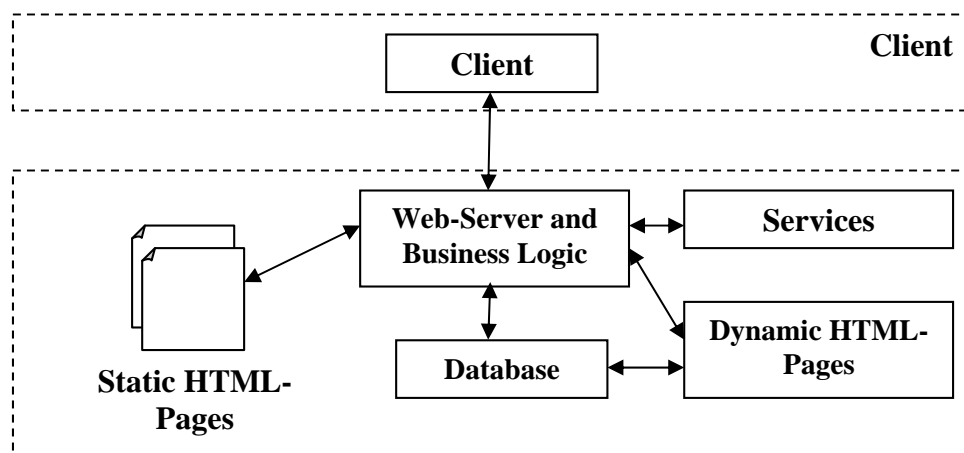 Client
Client
Web-Server and
Business Logic
Services
Dynamic HTML-
Pages
Database
Static HTML-
Pages